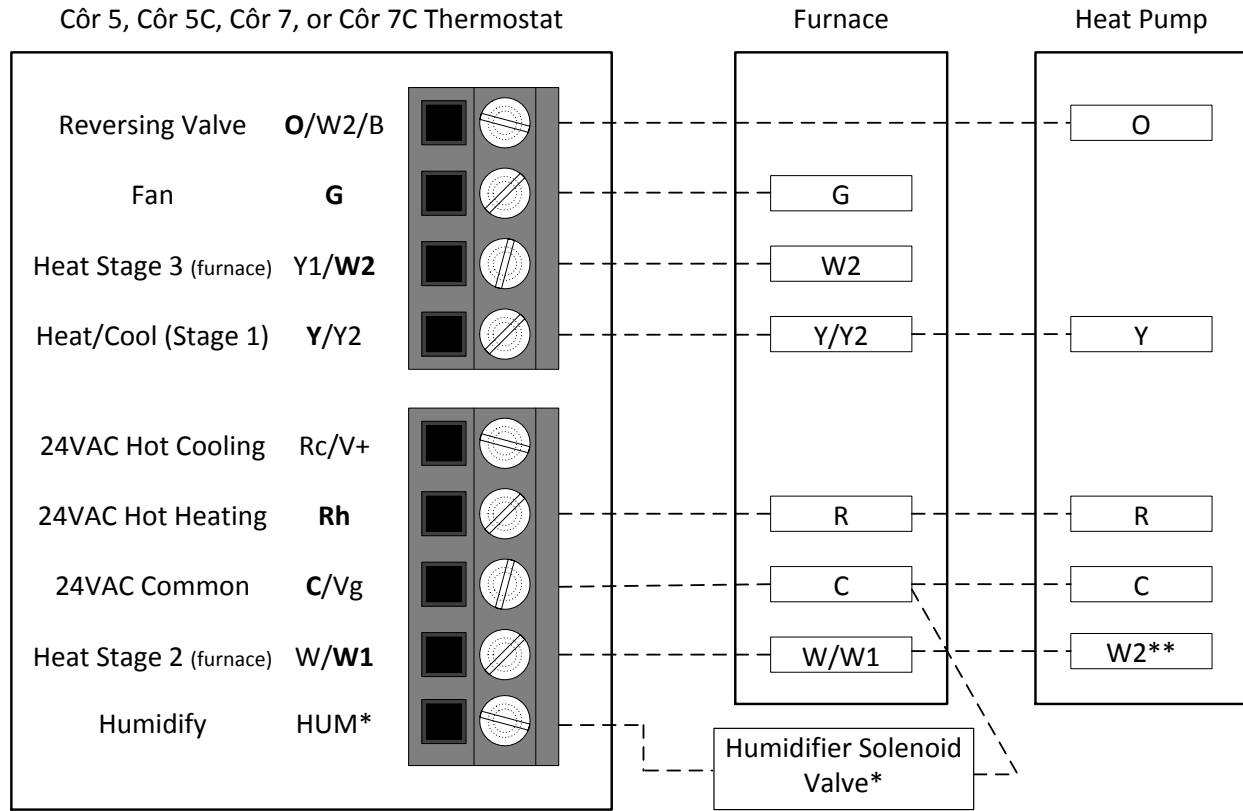 Côr 5, Côr 5C, Côr 7, or Côr 7C Thermostat
Furnace
Heat Pump
Reversing Valve O/W2/B
O
Fan G
G
Heat Stage 3 (furnace) Y1/W2
W2
Heat/Cool (Stage 1) Y/Y2
Y/Y2
Y
24VAC Hot Cooling Rc/V+
24VAC Hot Heating Rh
R
R
24VAC Common C/Vg
C
C
Heat Stage 2 (furnace) W/W1
W/W1
W2**
Humidify HUM*
Humidifier Solenoid
Valve*